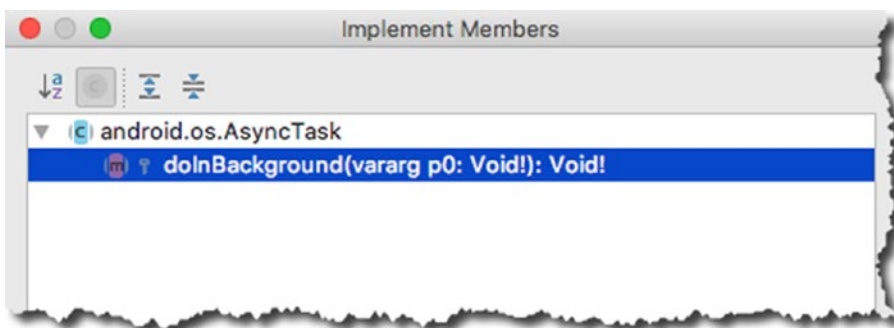 Implement Members
android.os.AsyncTask
doInBackground(vararg p0: Void!): Void!